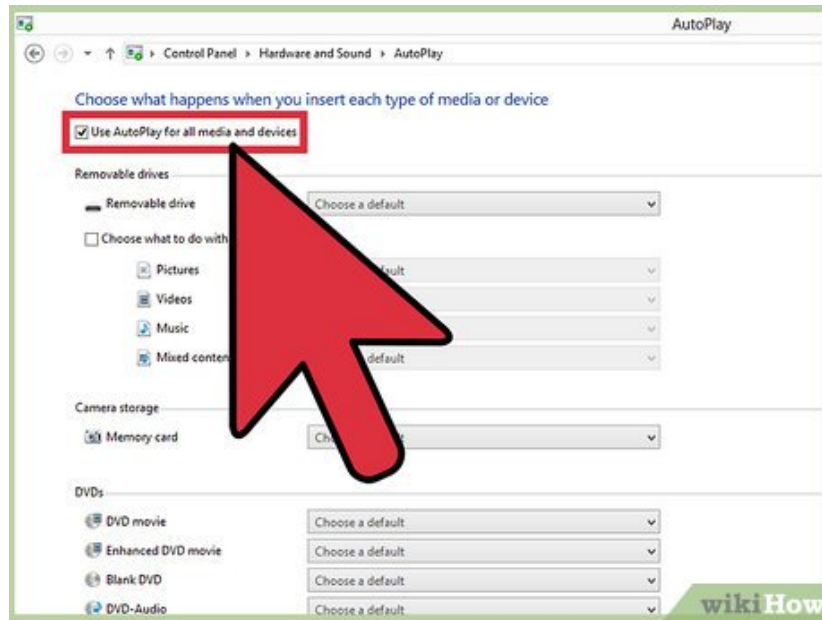 AutoPlay
Control Panel Hardware and Sound AutoPlay
Choose what happens when you insert each type of media or device
Use AutoPlay for all media and devices
Removable drives
Removable drive Choose a default
Choose what to do with
Pictures
Videos
Music
Mixed content default
Camera storage
Memory card
DVDs
DVD movie Choose a default
Enhanced DVD movie Choose a default
Blank DVD Choose a default
DVD-Audio Choose a default
wikiHow